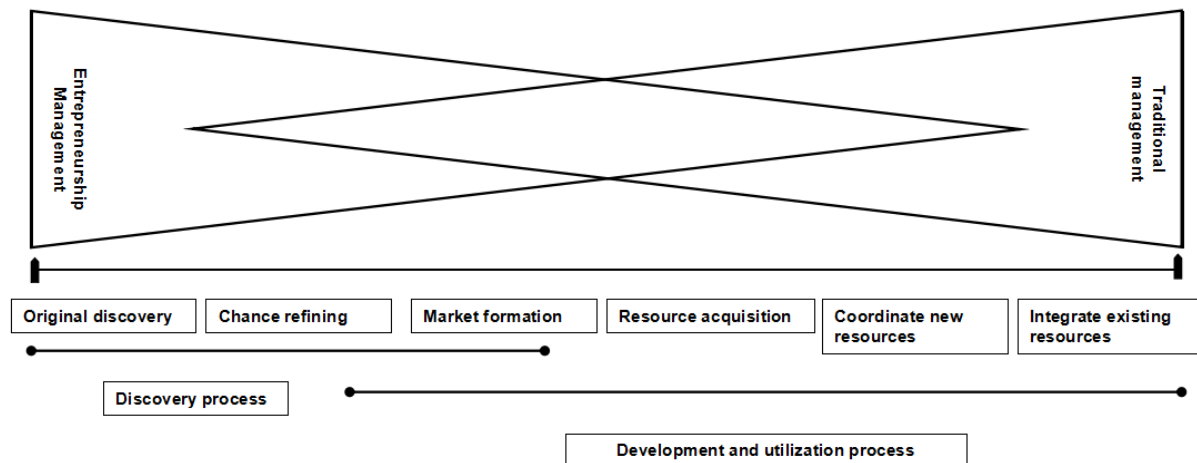 Entrepreneurship
Management
Traditional
management
Original discovery
Chance refining
Market formation
Resource acquisition
Coordinate new
resources
Integrate existing
resources
Discovery process
Development and utilization process